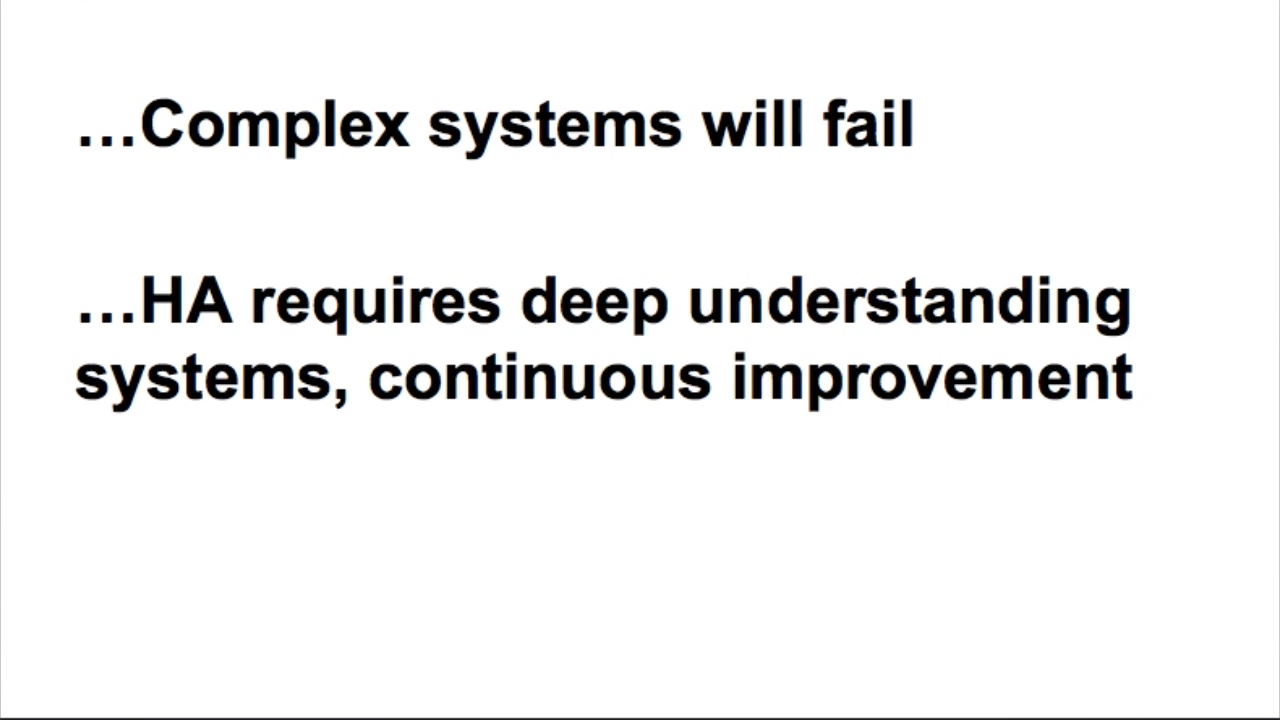 …Complex systems will fail
…HA requires deep understanding
systems, continuous improvement